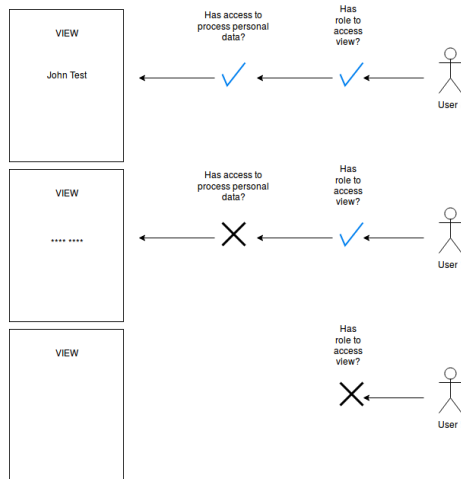 VIEW
John Test
Has access to
process personal
data?
Has
role to
access
view?
User
VIEW
**** ****
Has access to
process personal
data?
Has
role to
access
view?
User
VIEW
Has
role to
access
view?
User